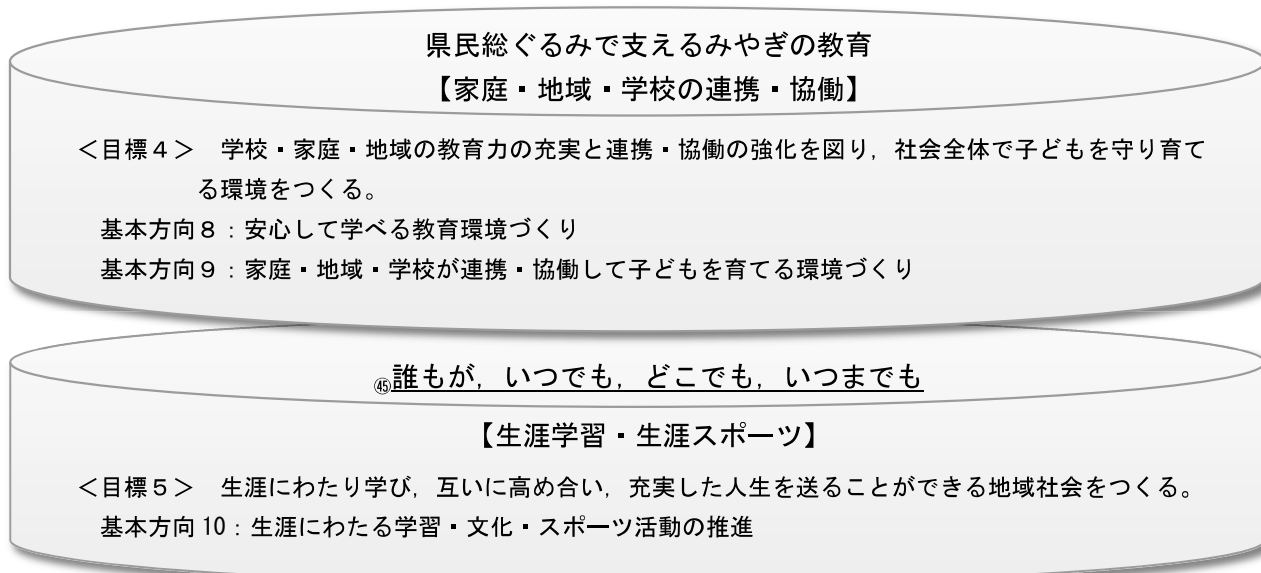 県民総ぐるみで支えるみやぎの教育
【家庭・地域・学校の連携・協働】
＜目標４＞　学校・家庭・地域の教育力の充実と連携・協働の強化を図り，社会全体で子どもを守り育て
る環境をつくる。
基本方向８：安心して学べる教育環境づくり
基本方向９：家庭・地域・学校が連携・協働して子どもを育てる環境づくり
㊺誰もが，いつでも，どこでも，いつまでも
【生涯学習・生涯スポーツ】
＜目標５＞　生涯にわたり学び，互いに高め合い，充実した人生を送ることができる地域社会をつくる。
基本方向 10：生涯にわたる学習・文化・スポーツ活動の推進